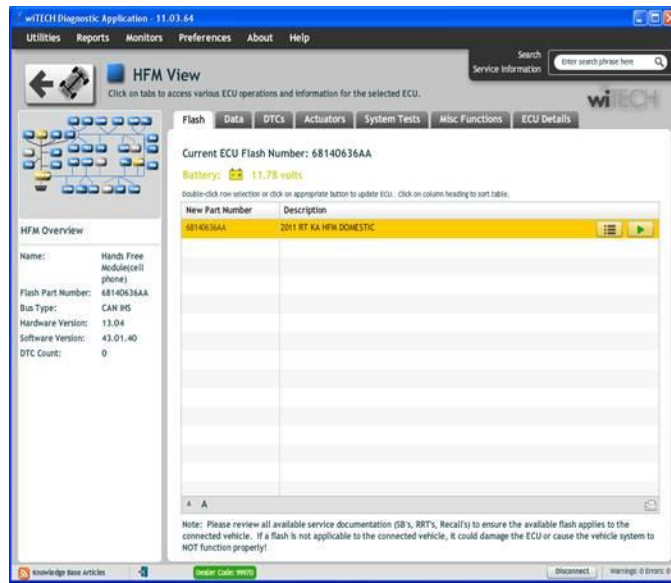 wiTECH Diagnostic Application - 11.03.64
Utilities Reports Monitors Preferences About Help
HFM View
Click on tabs to access various ECU operations and information for the selected ECU.
Search
Service Information
Enter search phrase here
wiTECH
Flash Data DTCs Actuators System Tests Misc Functions ECU Details
Current ECU Flash Number: 68140636AA
Battery: 11.78 volts
Double-click row selection or click on appropriate button to update ECU. Click on column heading to sort table.
New Part Number Description
68140636AA 2011 RT KA HFM DOMESTIC
HFM Overview
Name: Hands Free
Module(cell
phone)
Flash Part Number: 68140636AA
Bus Type: CAN IHS
Hardware Version: 13.04
Software Version: 43.01.40
DTC Count: 0
A A
Note: Please review all available service documentation (SB's, RRT's, Recall's) to ensure the available flash applies to the
connected vehicle. If a flash is not applicable to the connected vehicle, it could damage the ECU or cause the vehicle system to
NOT function properly!
Knowledge Base Articles
Dealer Code: 99970
Disconnect
Warnings: 0 Errors: